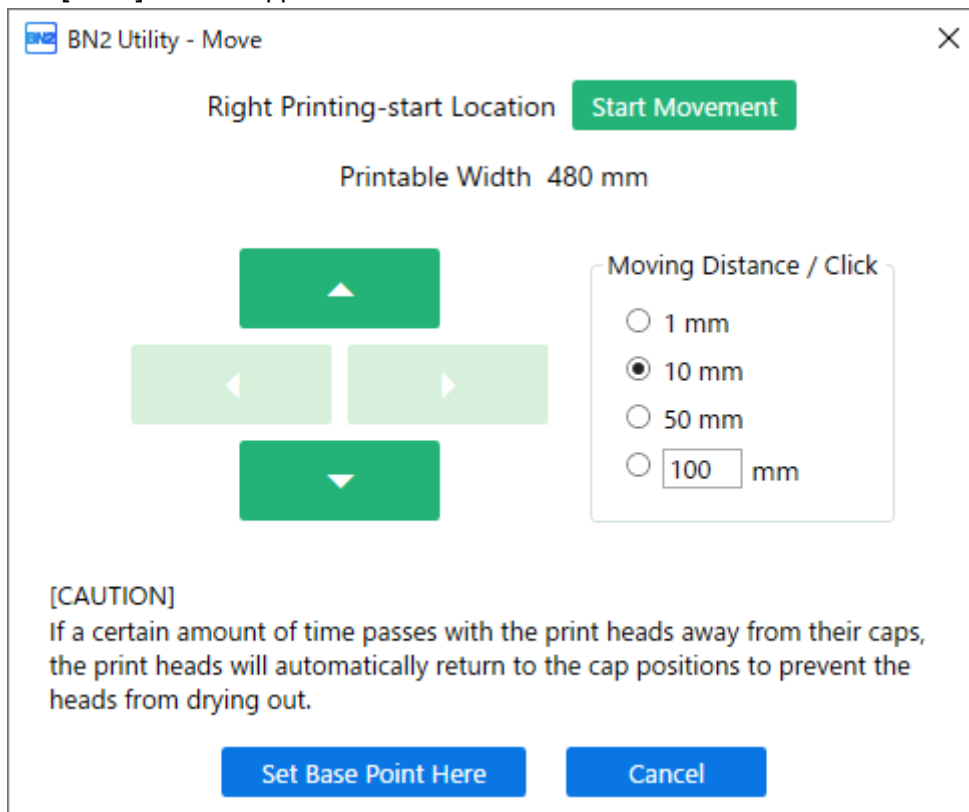 BN2 BN2 Utility - Move
Right Printing-start Location Start Movement
Printable Width 480 mm
Moving Distance / Click
1 mm
10 mm
50 mm
100 mm
[CAUTION]
If a certain amount of time passes with the print heads away from their caps,
the print heads will automatically return to the cap positions to prevent the
heads from drying out.
Set Base Point Here Cancel